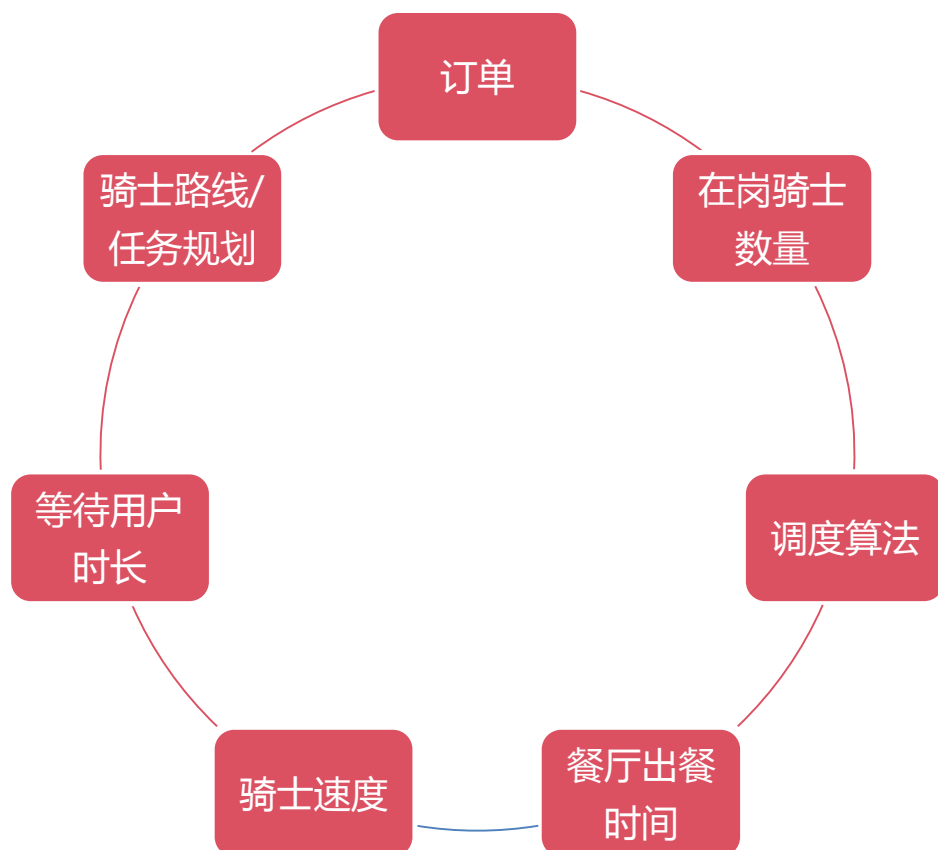 订单
在岗骑士
数量
调度算法
餐厅出餐
时间
骑士速度
等待用户
时长
骑士路线/
任务规划